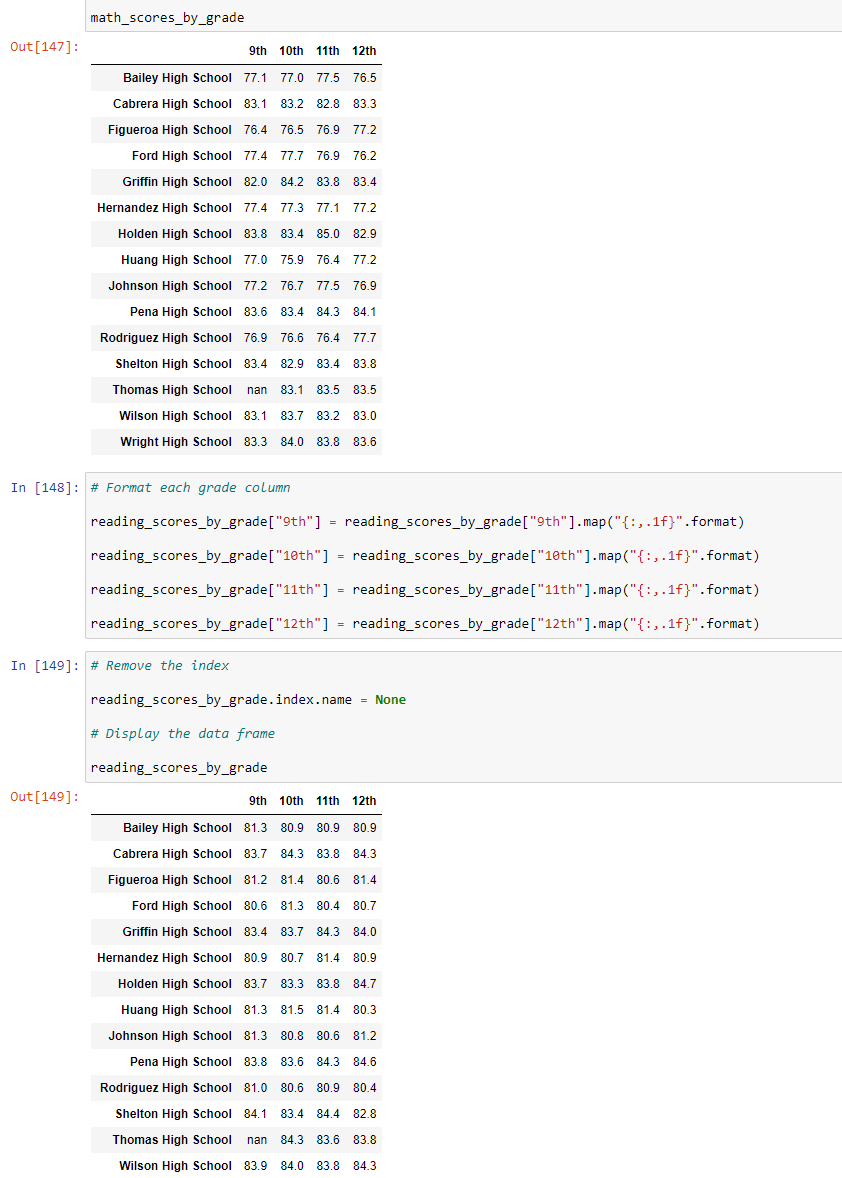 math_scores_by_grade
Out[147]:
9th 10th 11th 12th
Bailey High School 77.1 77.0 77.5 76.5
Cabrera High School 83.1 83.2 82.8 83.3
Figueroa High School 76.4 76.5 76.9 77.2
Ford High School 77.4 77.7 76.9 76.2
Griffin High School 82.0 84.2 83.8 83.4
Hernandez High School 77.4 77.3 77.1 77.2
Holden High School 83.8 83.4 85.0 82.9
Huang High School 77.0 75.9 76.4 77.2
Johnson High School 77.2 76.7 77.5 76.9
Pena High School 83.6 83.4 84.3 84.1
Rodriguez High School 76.9 76.6 76.4 77.7
Shelton High School 83.4 82.9 83.4 83.8
Thomas High School nan 83.1 83.5 83.5
Wilson High School 83.1 83.7 83.2 83.0
Wright High School 83.3 84.0 83.8 83.6
In [148]: # Format each grade column
reading_scores_by_grade["9th"] = reading_scores_by_grade["9th"].map("{:,.1f}".format)
reading_scores_by_grade["10th"] = reading_scores_by_grade["10th"].map("{:,.1f}".format)
reading_scores_by_grade["11th"] = reading_scores_by_grade["11th"].map("{:,.1f}".format)
reading_scores_by_grade["12th"] = reading_scores_by_grade["12th"].map("{:,.1f}".format)
In [149]: # Remove the index
reading_scores_by_grade.index.name = None
# Display the data frame
reading_scores_by_grade
Out[149]:
9th 10th 11th 12th
Bailey High School 81.3 80.9 80.9 80.9
Cabrera High School 83.7 84.3 83.8 84.3
Figueroa High School 81.2 81.4 80.6 81.4
Ford High School 80.6 81.3 80.4 80.7
Griffin High School 83.4 83.7 84.3 84.0
Hernandez High School 80.9 80.7 81.4 80.9
Holden High School 83.7 83.3 83.8 84.7
Huang High School 81.3 81.5 81.4 80.3
Johnson High School 81.3 80.8 80.6 81.2
Pena High School 83.8 83.6 84.3 84.6
Rodriguez High School 81.0 80.6 80.9 80.4
Shelton High School 84.1 83.4 84.4 82.8
Thomas High School nan 84.3 83.6 83.8
Wilson High School 83.9 84.0 83.8 84.3